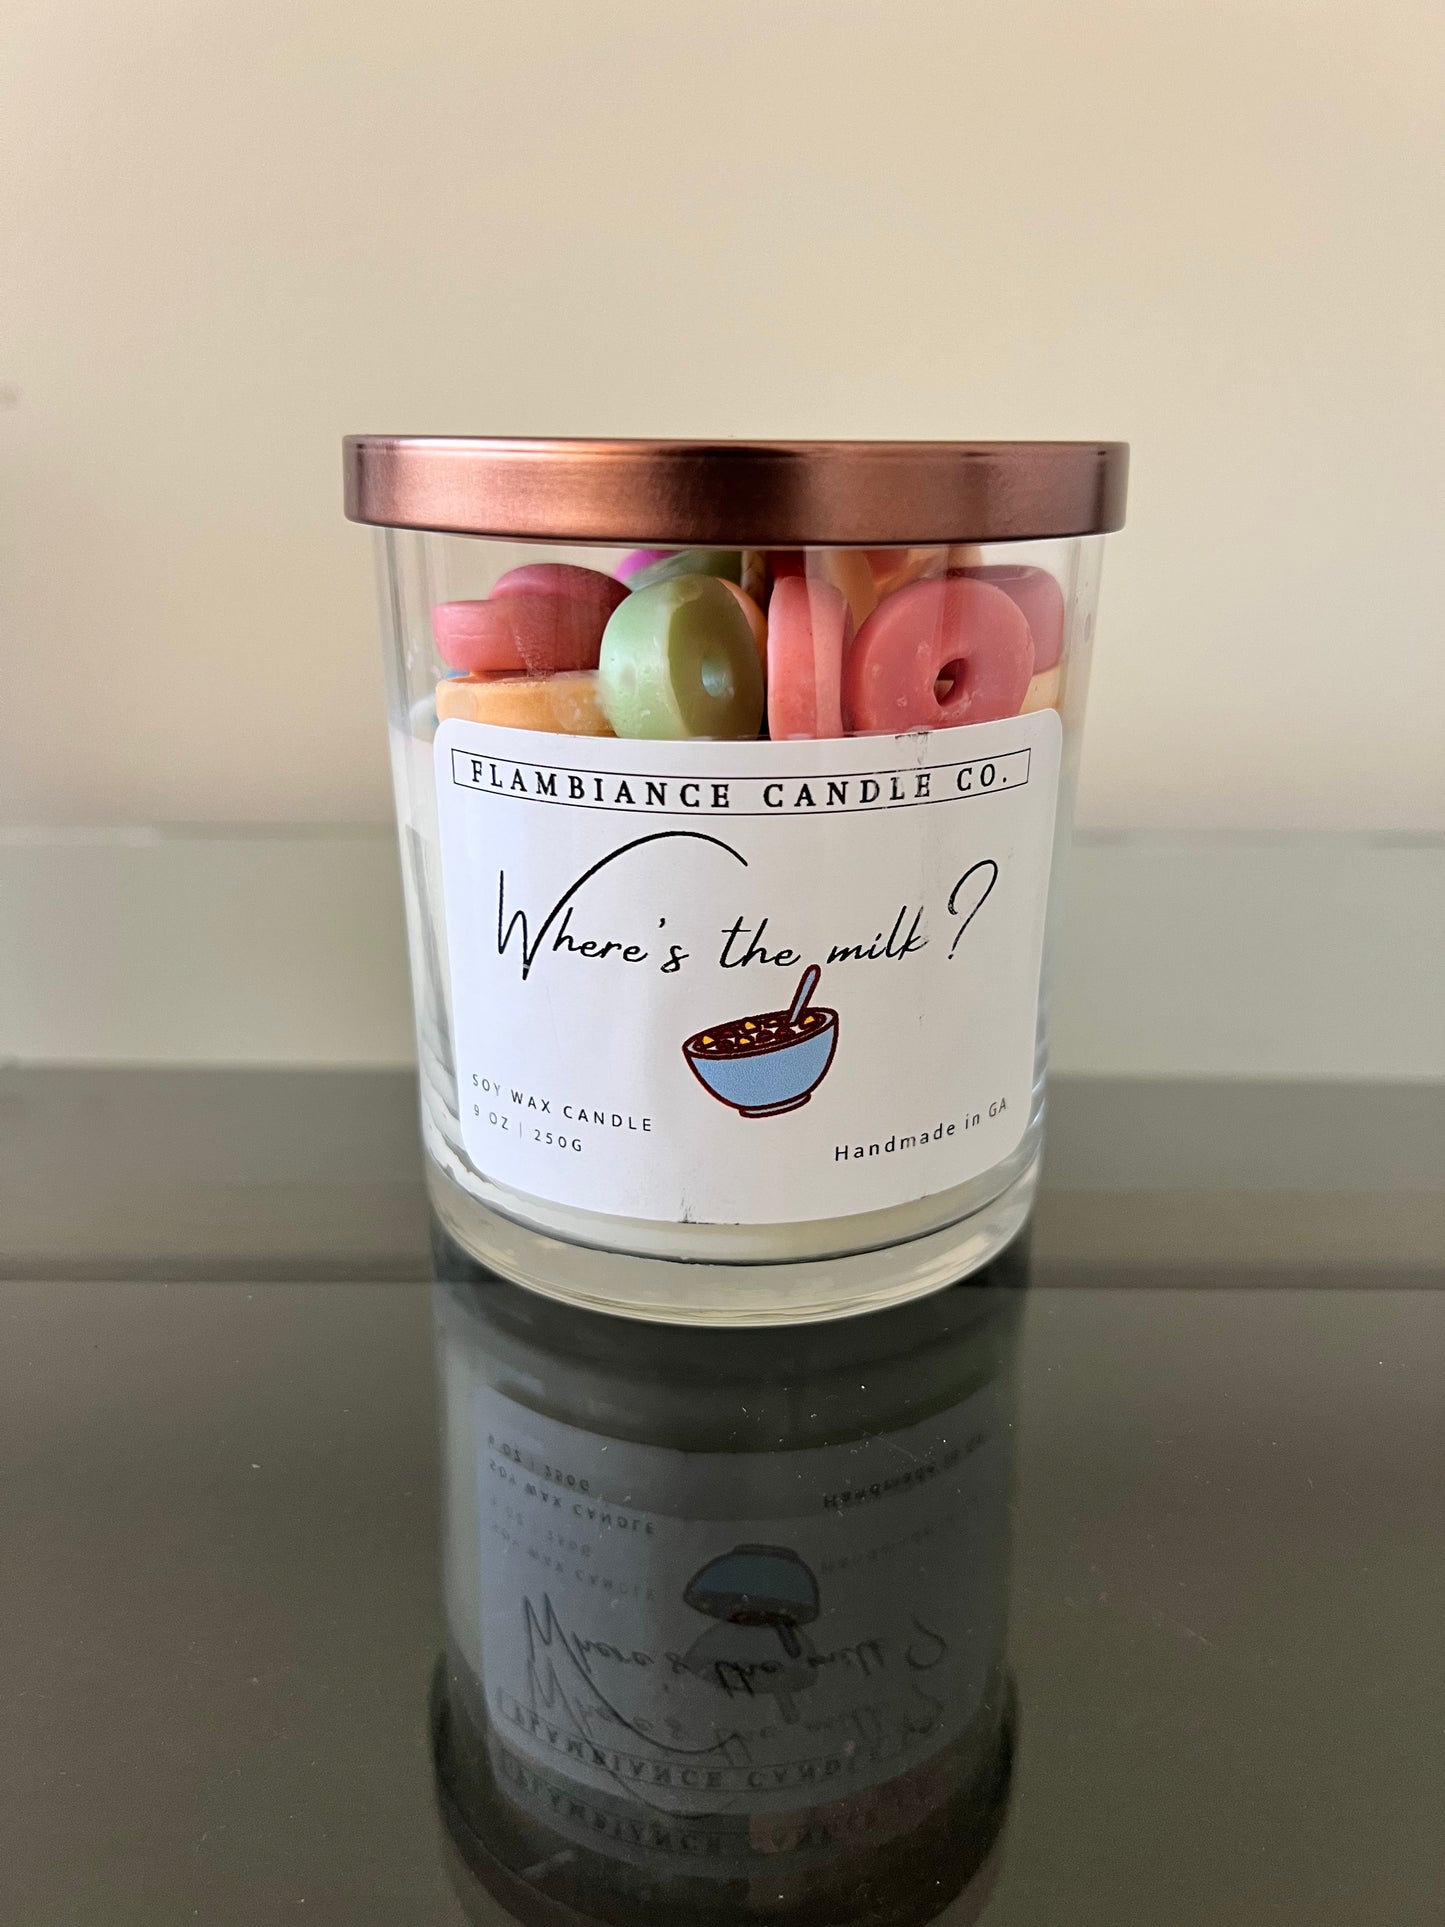 FLAMBIANCE CANDLE CO.
Where's the milk?
SOY WAX CANDLE
9 OZ | 250G
Handmade in GA